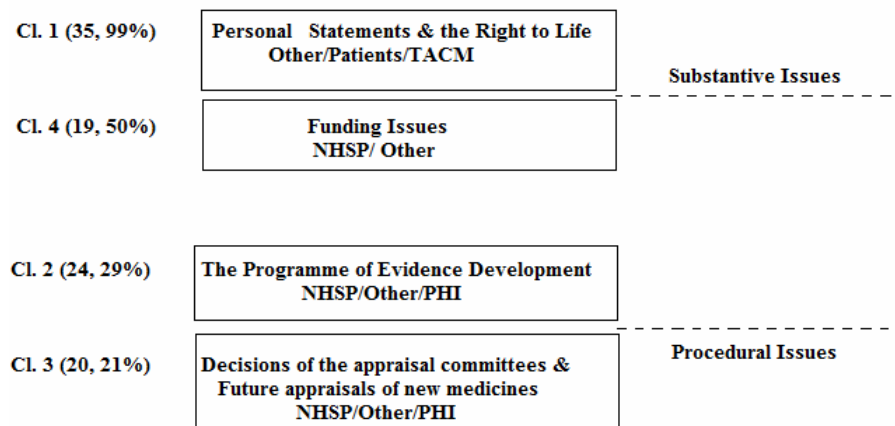 Cl. 1 (35, 99%)
Personal Statements & the Right to Life
Other/Patients/TACM
Substantive Issues
Cl. 4 (19, 50%)
Funding Issues
NHSP/ Other
Cl. 2 (24, 29%)
The Programme of Evidence Development
NHSP/Other/PHI
Cl. 3 (20, 21%)
Decisions of the appraisal committees &
Future appraisals of new medicines
NHSP/Other/PHI
Procedural Issues